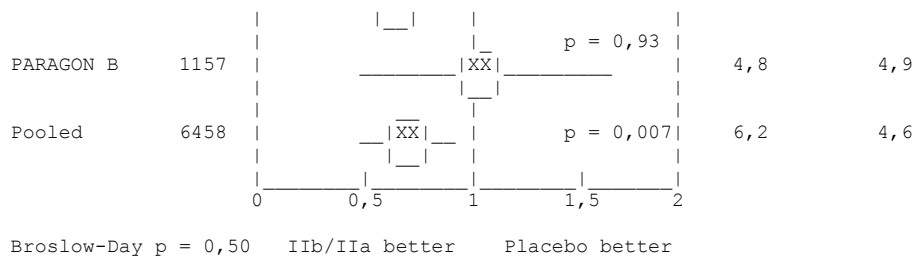 p = 0,93
PARAGON B 1157 XX 4,8 4,9
Pooled 6458 XX p = 0,007 6,2 4,6
0 0,5 1 1,5 2
Broslow-Day p = 0,50 IIb/IIa better Placebo better